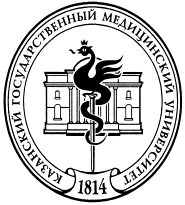 КАЗАНСКИЙ ГОСУДАРСТВЕННЫЙ МЕДИЦИНСКИЙ УНИВЕРСИТЕТ
1814